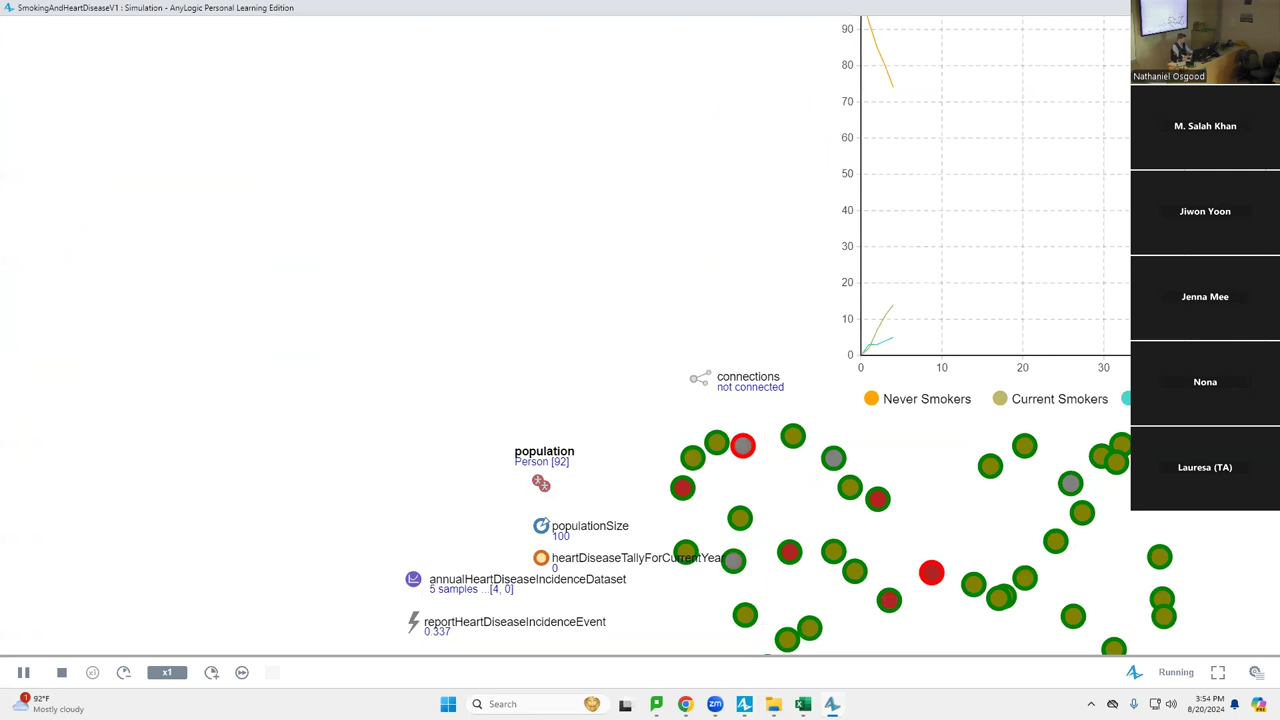 SmokingAndHeartDiseaseV1 : Simulation - AnyLogic Personal Learning Edition
90
80
70
60
50
40
30
20
10
0
0
10
20
30
Never Smokers
Current Smokers
connections
not connected
population
Person [92]
populationSize
100
heartDiseaseTallyForCurrentYear
0
annualHeartDiseaseIncidenceDataset
5 samples ...[4, 0]
reportHeartDiseaseIncidenceEvent
0.337
Nathaniel Osgood
M. Salah Khan
Jiwon Yoon
Jenna Mee
Nona
Lauresa (TA)
x1
x1
Running
1
92°F
Mostly cloudy
Search
3:54 PM
8/20/2024